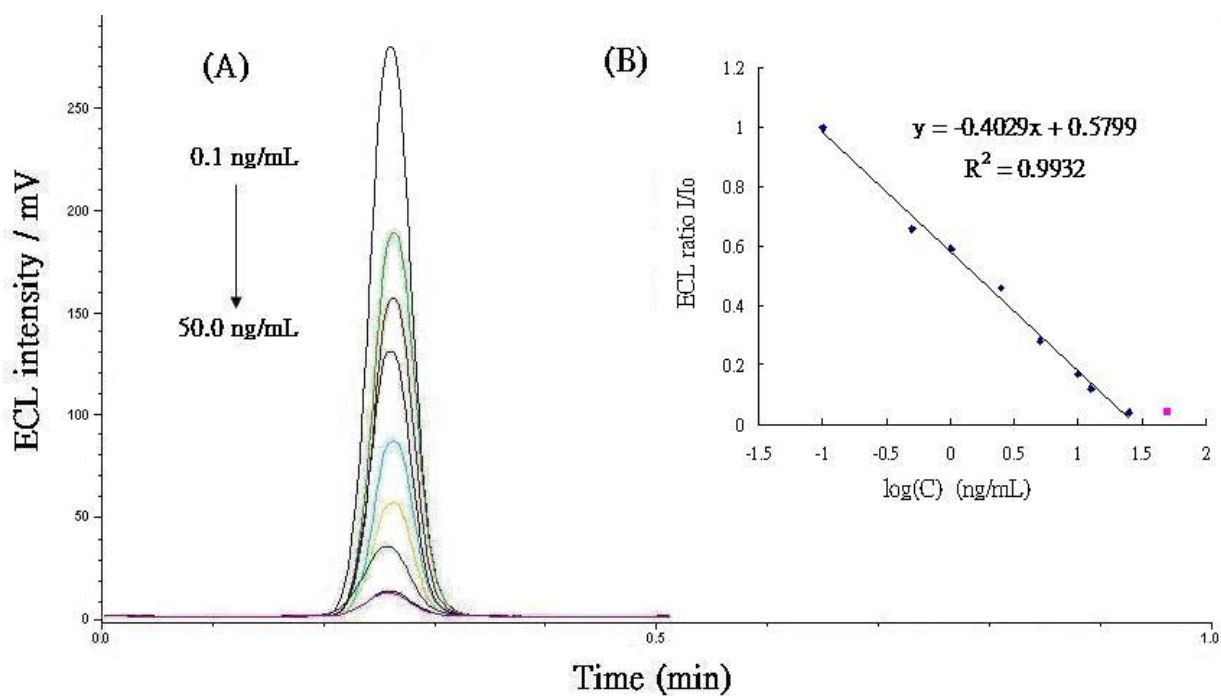 (A)
(B)
0.1 ng/mL
50.0 ng/mL
ECL intensity / mV
250
200
150
100
50
0
0.0
0.5
1.0
Time (min)
y = -0.4029x + 0.5799
R² = 0.9932
ECL ratio I/Io
1.2
1
0.8
0.6
0.4
0.2
0
-1.5
-1
-0.5
0
0.5
1
1.5
2
log(C) (ng/mL)